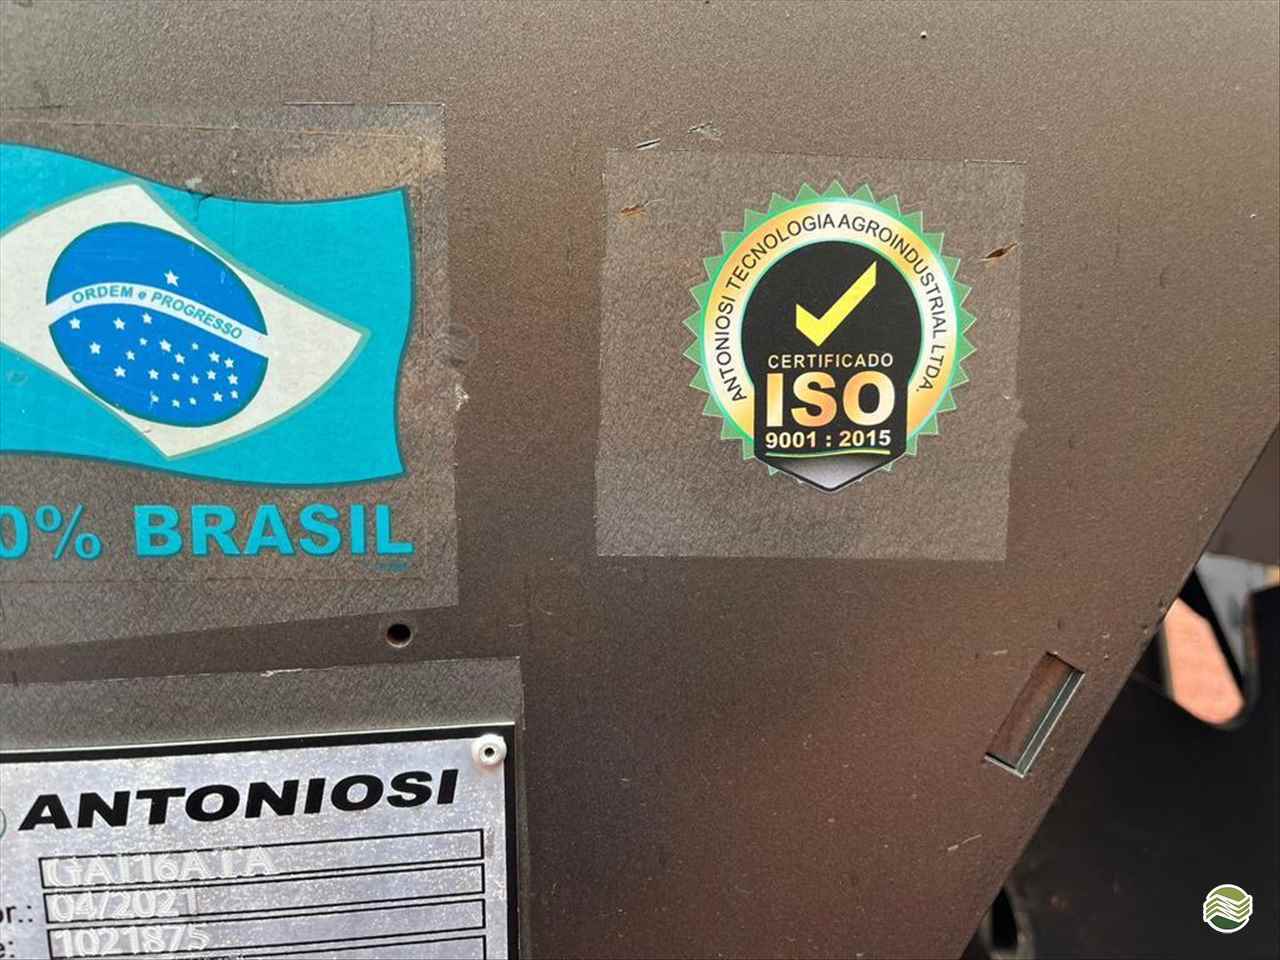 ORDEM e PROGRESSO
0% BRASIL
ANTONIOSI TECNOLOGIA AGROINDUSTRIAL LTDA.
CERTIFICADO
ISO
9001 : 2015
ANTONIOSI
04/2021
1021875